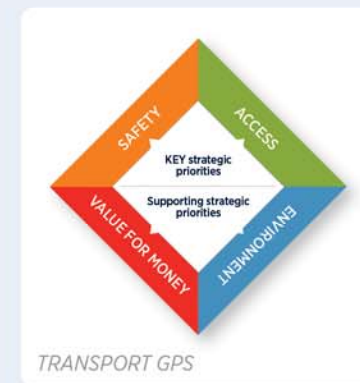 SAFETY
ACCESS
KEY strategic
priorities
Supporting strategic
priorities
VALUE FOR MONEY
ENVIRONMENT
TRANSPORT GPS